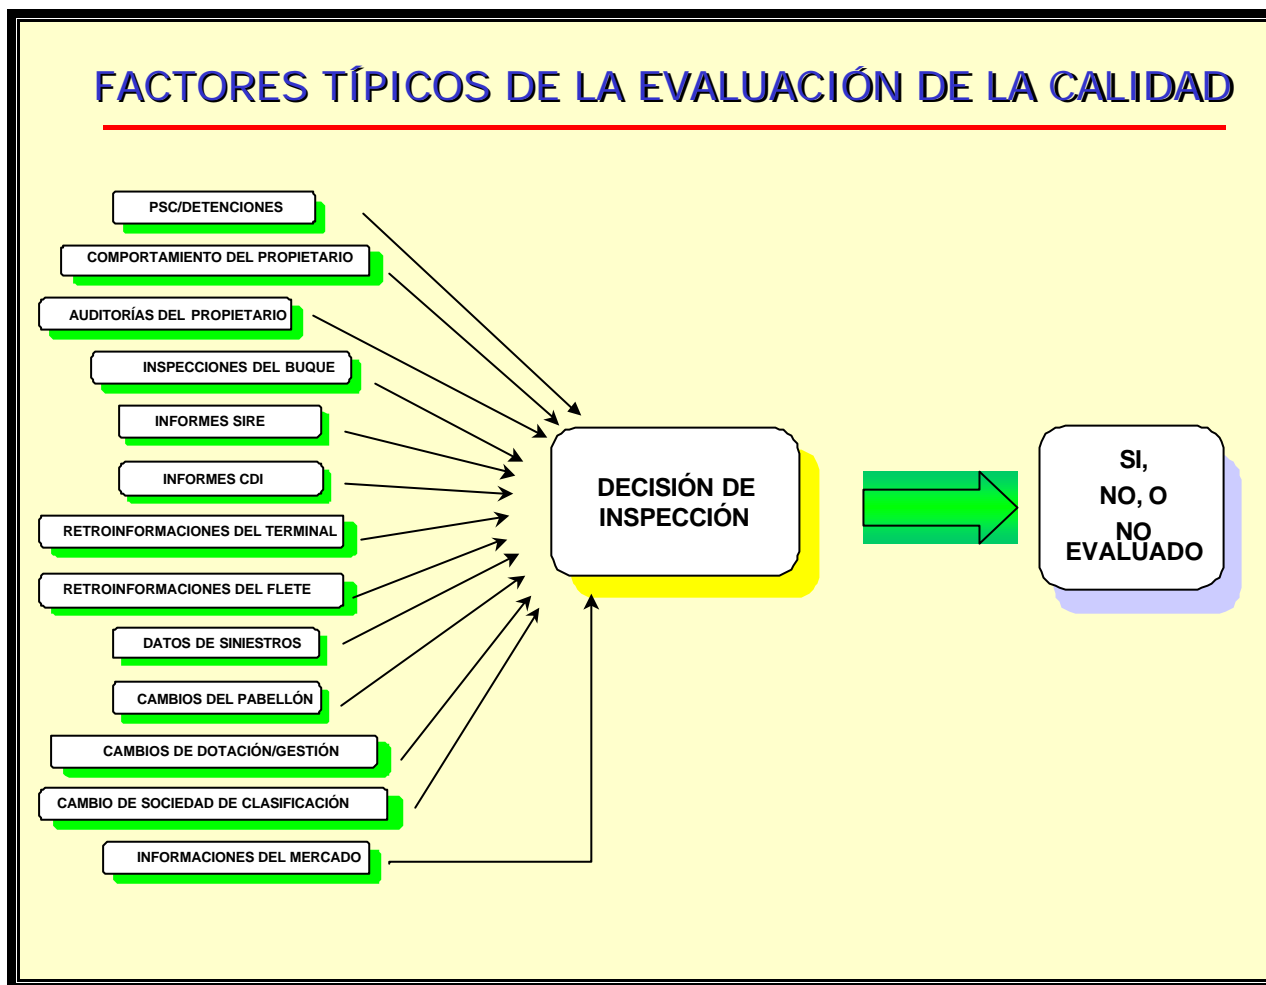 FACTORES TÍPICOS DE LA EVALUACIÓN DE LA CALIDAD
PSC/DETENCIONES
COMPORTAMIENTO DEL PROPIETARIO
AUDITORÍAS DEL PROPIETARIO
INSPECCIONES DEL BUQUE
INFORMES SIRE
INFORMES CDI
RETROINFORMACIONES DEL TERMINAL
RETROINFORMACIONES DEL FLETE
DATOS DE SINIESTROS
CAMBIOS DEL PABELLÓN
CAMBIOS DE DOTACIÓN/GESTIÓN
CAMBIO DE SOCIEDAD DE CLASIFICACIÓN
INFORMACIONES DEL MERCADO
DECISIÓN DE
INSPECCIÓN
SI,
NO, O
NO
EVALUADO